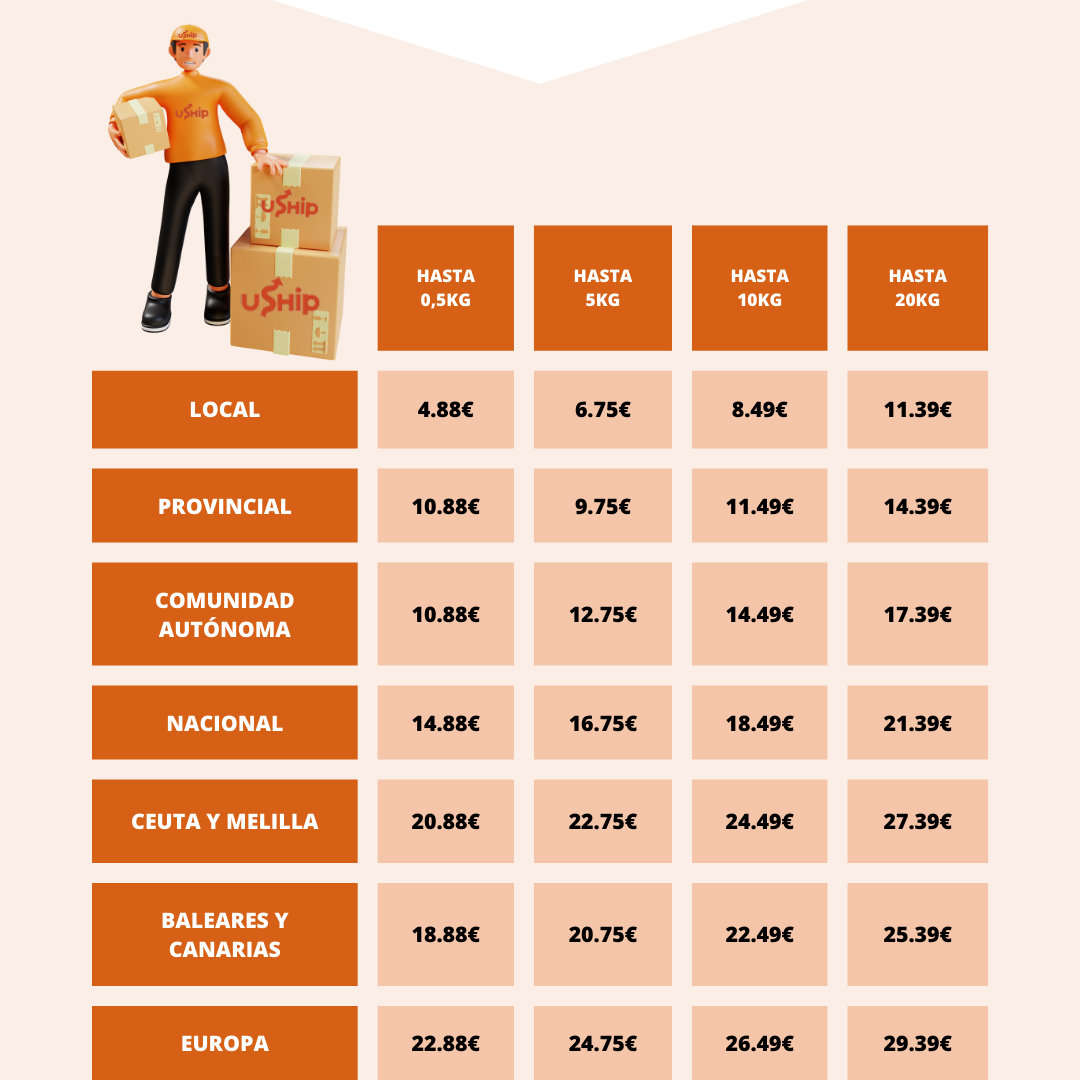 uShip
uShip
uShip
uShip
HASTA
0,5KG
HASTA
5KG
HASTA
10KG
HASTA
20KG
LOCAL
4.88€
6.75€
8.49€
11.39€
PROVINCIAL
10.88€
9.75€
11.49€
14.39€
COMUNIDAD
AUTÓNOMA
10.88€
12.75€
14.49€
17.39€
NACIONAL
14.88€
16.75€
18.49€
21.39€
CEUTA Y MELILLA
20.88€
22.75€
24.49€
27.39€
BALEARES Y
CANARIAS
18.88€
20.75€
22.49€
25.39€
EUROPA
22.88€
24.75€
26.49€
29.39€